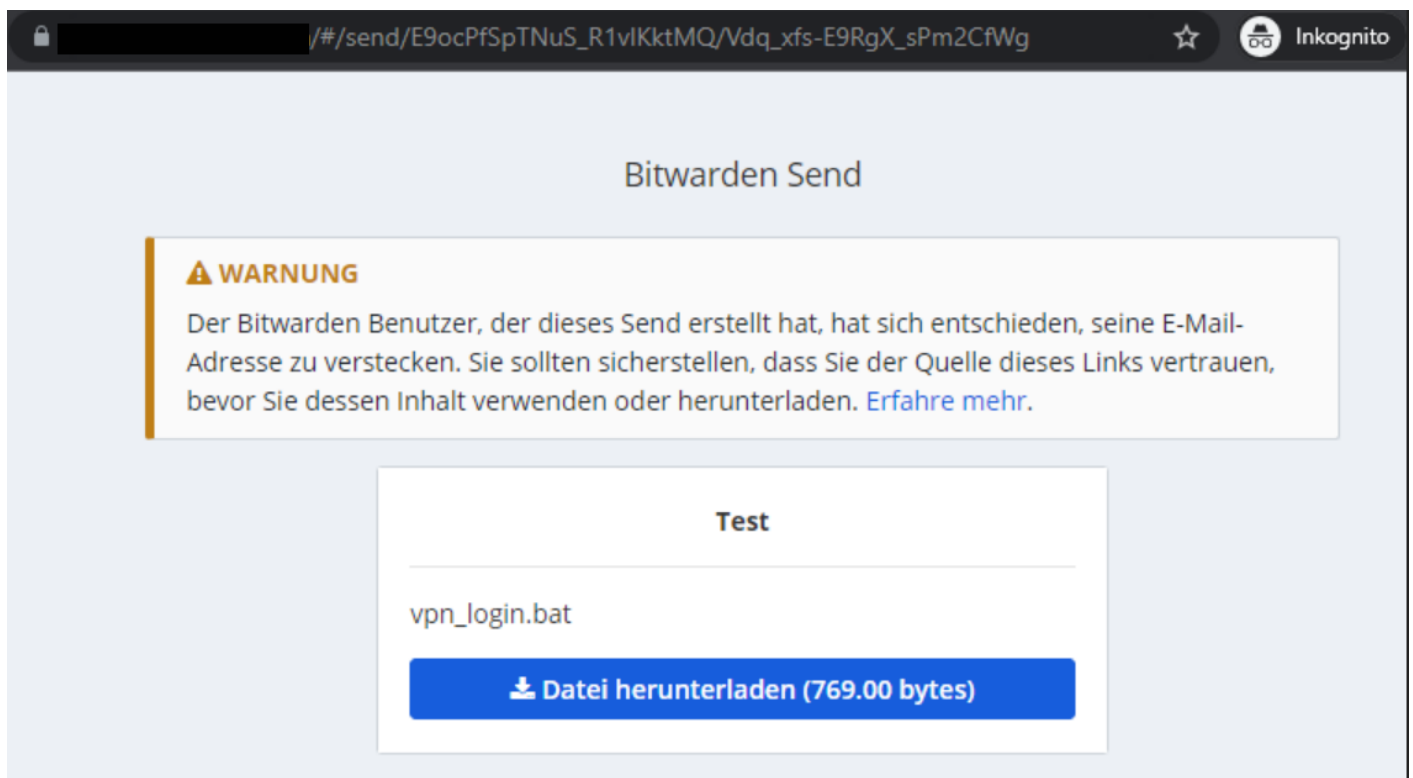 /#/send/E9ocPfSpTNuS_R1vIKktMQ/Vdq_xfs-E9RgX_sPm2CfWg
Inkognito
Bitwarden Send
WARNUNG
Der Bitwarden Benutzer, der dieses Send erstellt hat, hat sich entschieden, seine E-Mail-
Adresse zu verstecken. Sie sollten sicherstellen, dass Sie der Quelle dieses Links vertrauen,
bevor Sie dessen Inhalt verwenden oder herunterladen. Erfahre mehr.
Test
vpn_login.bat
Datei herunterladen (769.00 bytes)